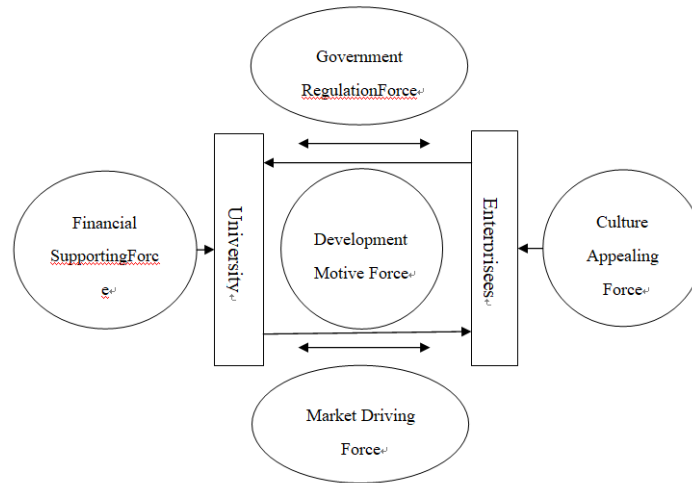 Government
RegulationForce
Financial
SupportingForc
e
University
Development
Motive Force
Enterprisees
Culture
Appealing
Force
Market Driving
Force